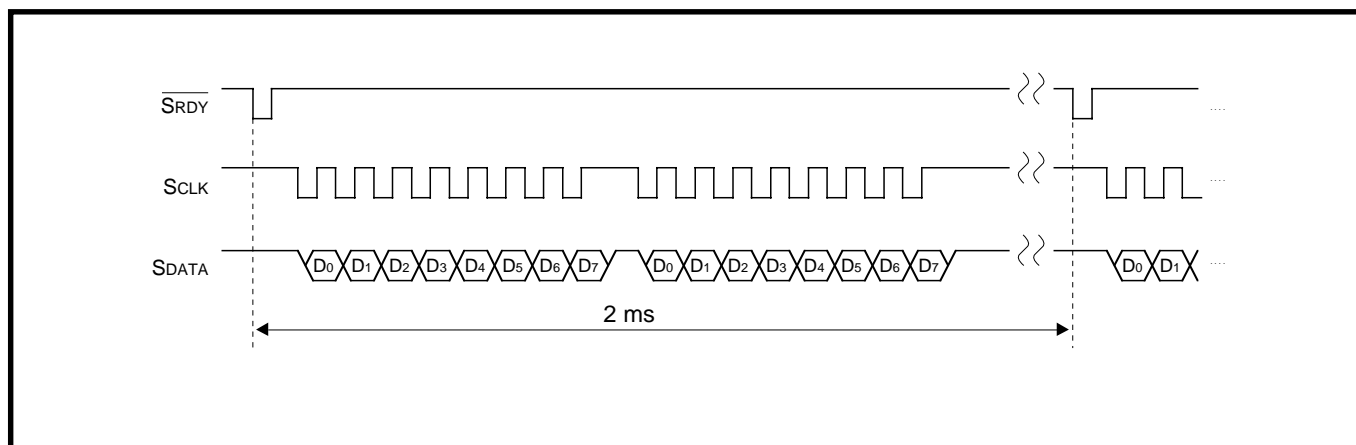 SRDY ....
SCLK ....
SDATA D0 D1 D2 D3 D4 D5 D6 D7 D0 D1 D2 D3 D4 D5 D6 D7 D0 D1 ....
2 ms